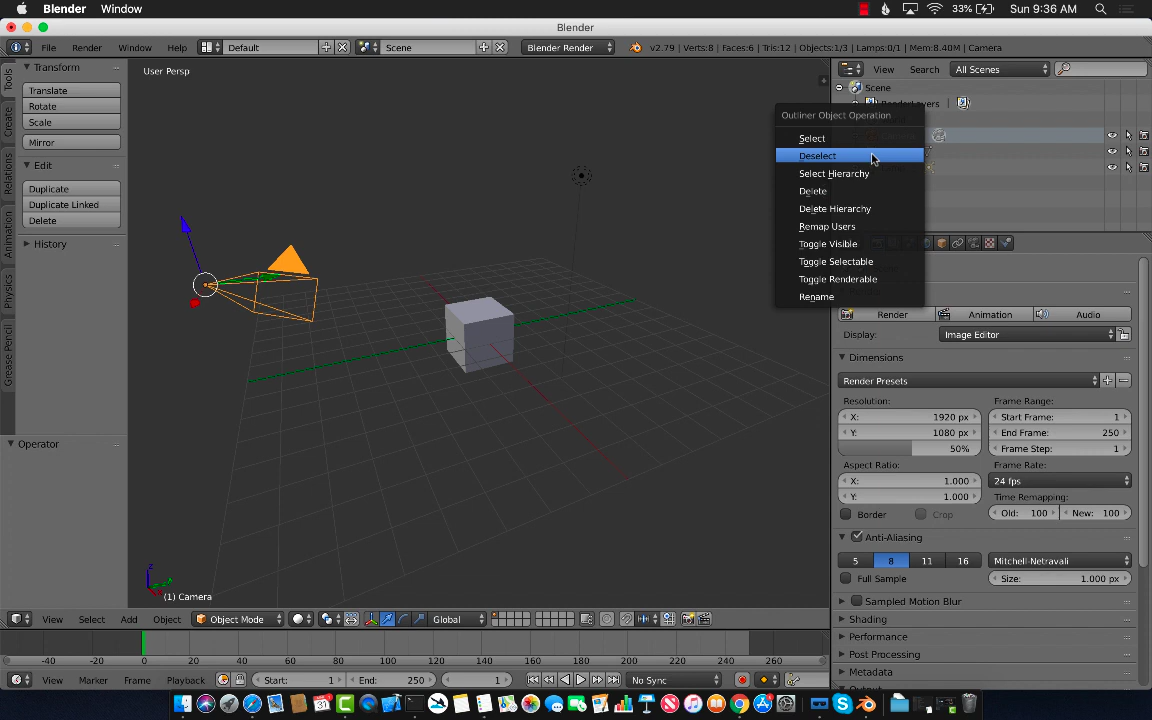 Blender Window 33% Sun 9:36 AM
Blender
File Render Window Help Default Scene Blender Render v2.79 | Verts:8 | Faces:6 | Tris:12 | Objects:1/3 | Lamps:0/1 | Mem:8.40M | Camera
Tools
Create
Relations
Animation
Physics
Grease Pencil
Transform
Translate
Rotate
Scale
Mirror
Edit
Duplicate
Duplicate Linked
Delete
History
Operator
User Persp
(1) Camera
View Search All Scenes
Scene
RenderLayers
Outliner Object Operation
Select
Deselect
Select Hierarchy
Delete
Delete Hierarchy
Remap Users
Toggle Visible
Toggle Selectable
Toggle Renderable
Rename
Render Animation Audio
Display: Image Editor
Dimensions
Render Presets
Resolution: Frame Range:
X: 1920 px Start Frame: 1
Y: 1080 px End Frame: 250
50% Frame Step: 1
Aspect Ratio: Frame Rate:
X: 1.000 24 fps
Y: 1.000 Time Remapping:
Border Crop Old: 100 New: 100
Anti-Aliasing
5 8 11 16 Mitchell-Netravali
Full Sample Size: 1.000 px
Sampled Motion Blur
Shading
Performance
Post Processing
Metadata
View Select Add Object Object Mode Global
-40 -20 0 20 40 60 80 100 120 140 160 180 200 220 240 260
View Marker Frame Playback Start: 1 End: 250 1 No Sync
31